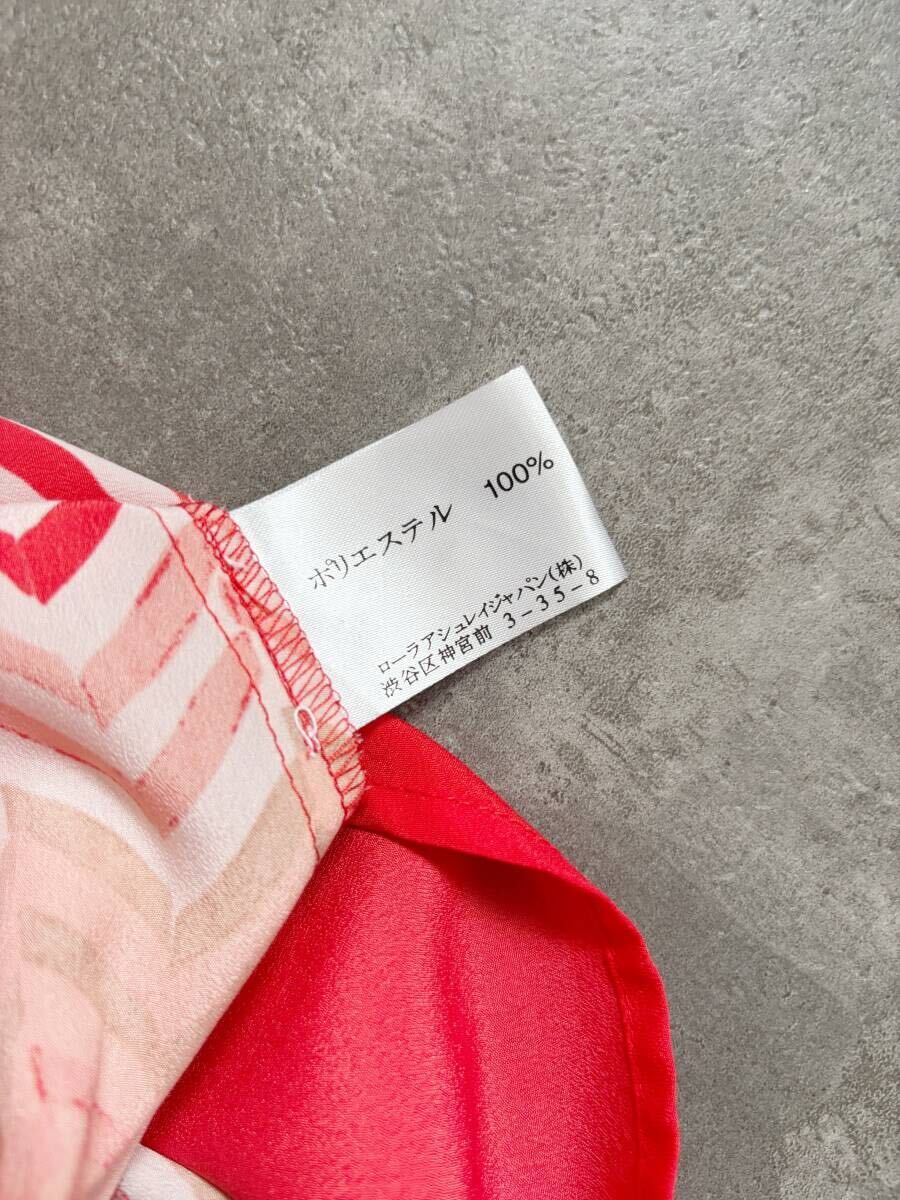 ポリエステル 100%
ローラアシュレイジャパン(株)
渋谷区神宮前 3-35-8